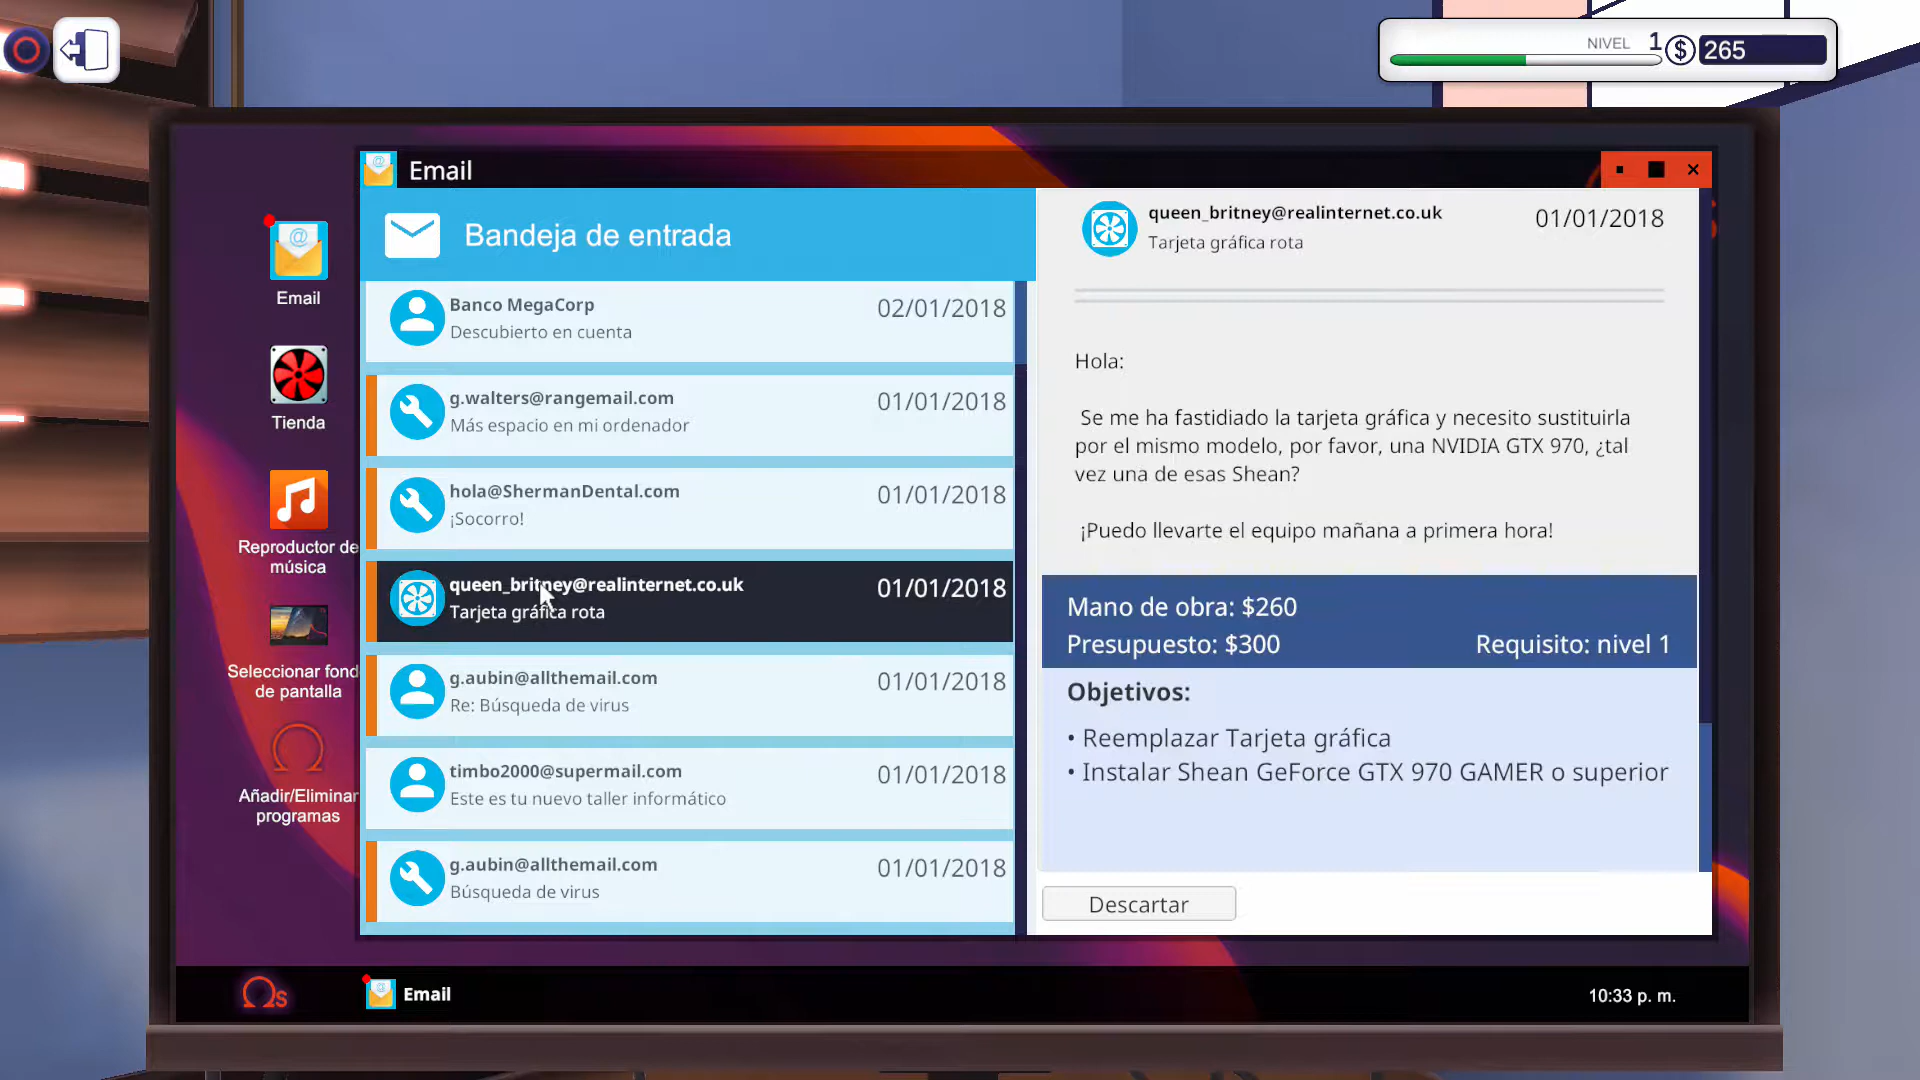 NIVEL 1 $ 265
Email
Bandeja de entrada
Banco MegaCorp 02/01/2018
Descubierto en cuenta
g.walters@rangemail.com 01/01/2018
Más espacio en mi ordenador
hola@ShermanDental.com 01/01/2018
¡Socorro!
queen_britney@realinternet.co.uk 01/01/2018
Tarjeta gráfica rota
g.aubin@allthemail.com 01/01/2018
Re: Búsqueda de virus
timbo2000@supermail.com 01/01/2018
Este es tu nuevo taller informático
g.aubin@allthemail.com 01/01/2018
Búsqueda de virus
queen_britney@realinternet.co.uk 01/01/2018
Tarjeta gráfica rota
Hola:
Se me ha fastidiado la tarjeta gráfica y necesito sustituirla
por el mismo modelo, por favor, una NVIDIA GTX 970, ¿tal
vez una de esas Shean?
¡Puedo llevarte el equipo mañana a primera hora!
Mano de obra: $260
Presupuesto: $300 Requisito: nivel 1
Objetivos:
• Reemplazar Tarjeta gráfica
• Instalar Shean GeForce GTX 970 GAMER o superior
Descartar
Email
Tienda
Reproductor de
música
Seleccionar fond
de pantalla
Añadir/Eliminar
programas
Ωs Email 10:33 p. m.